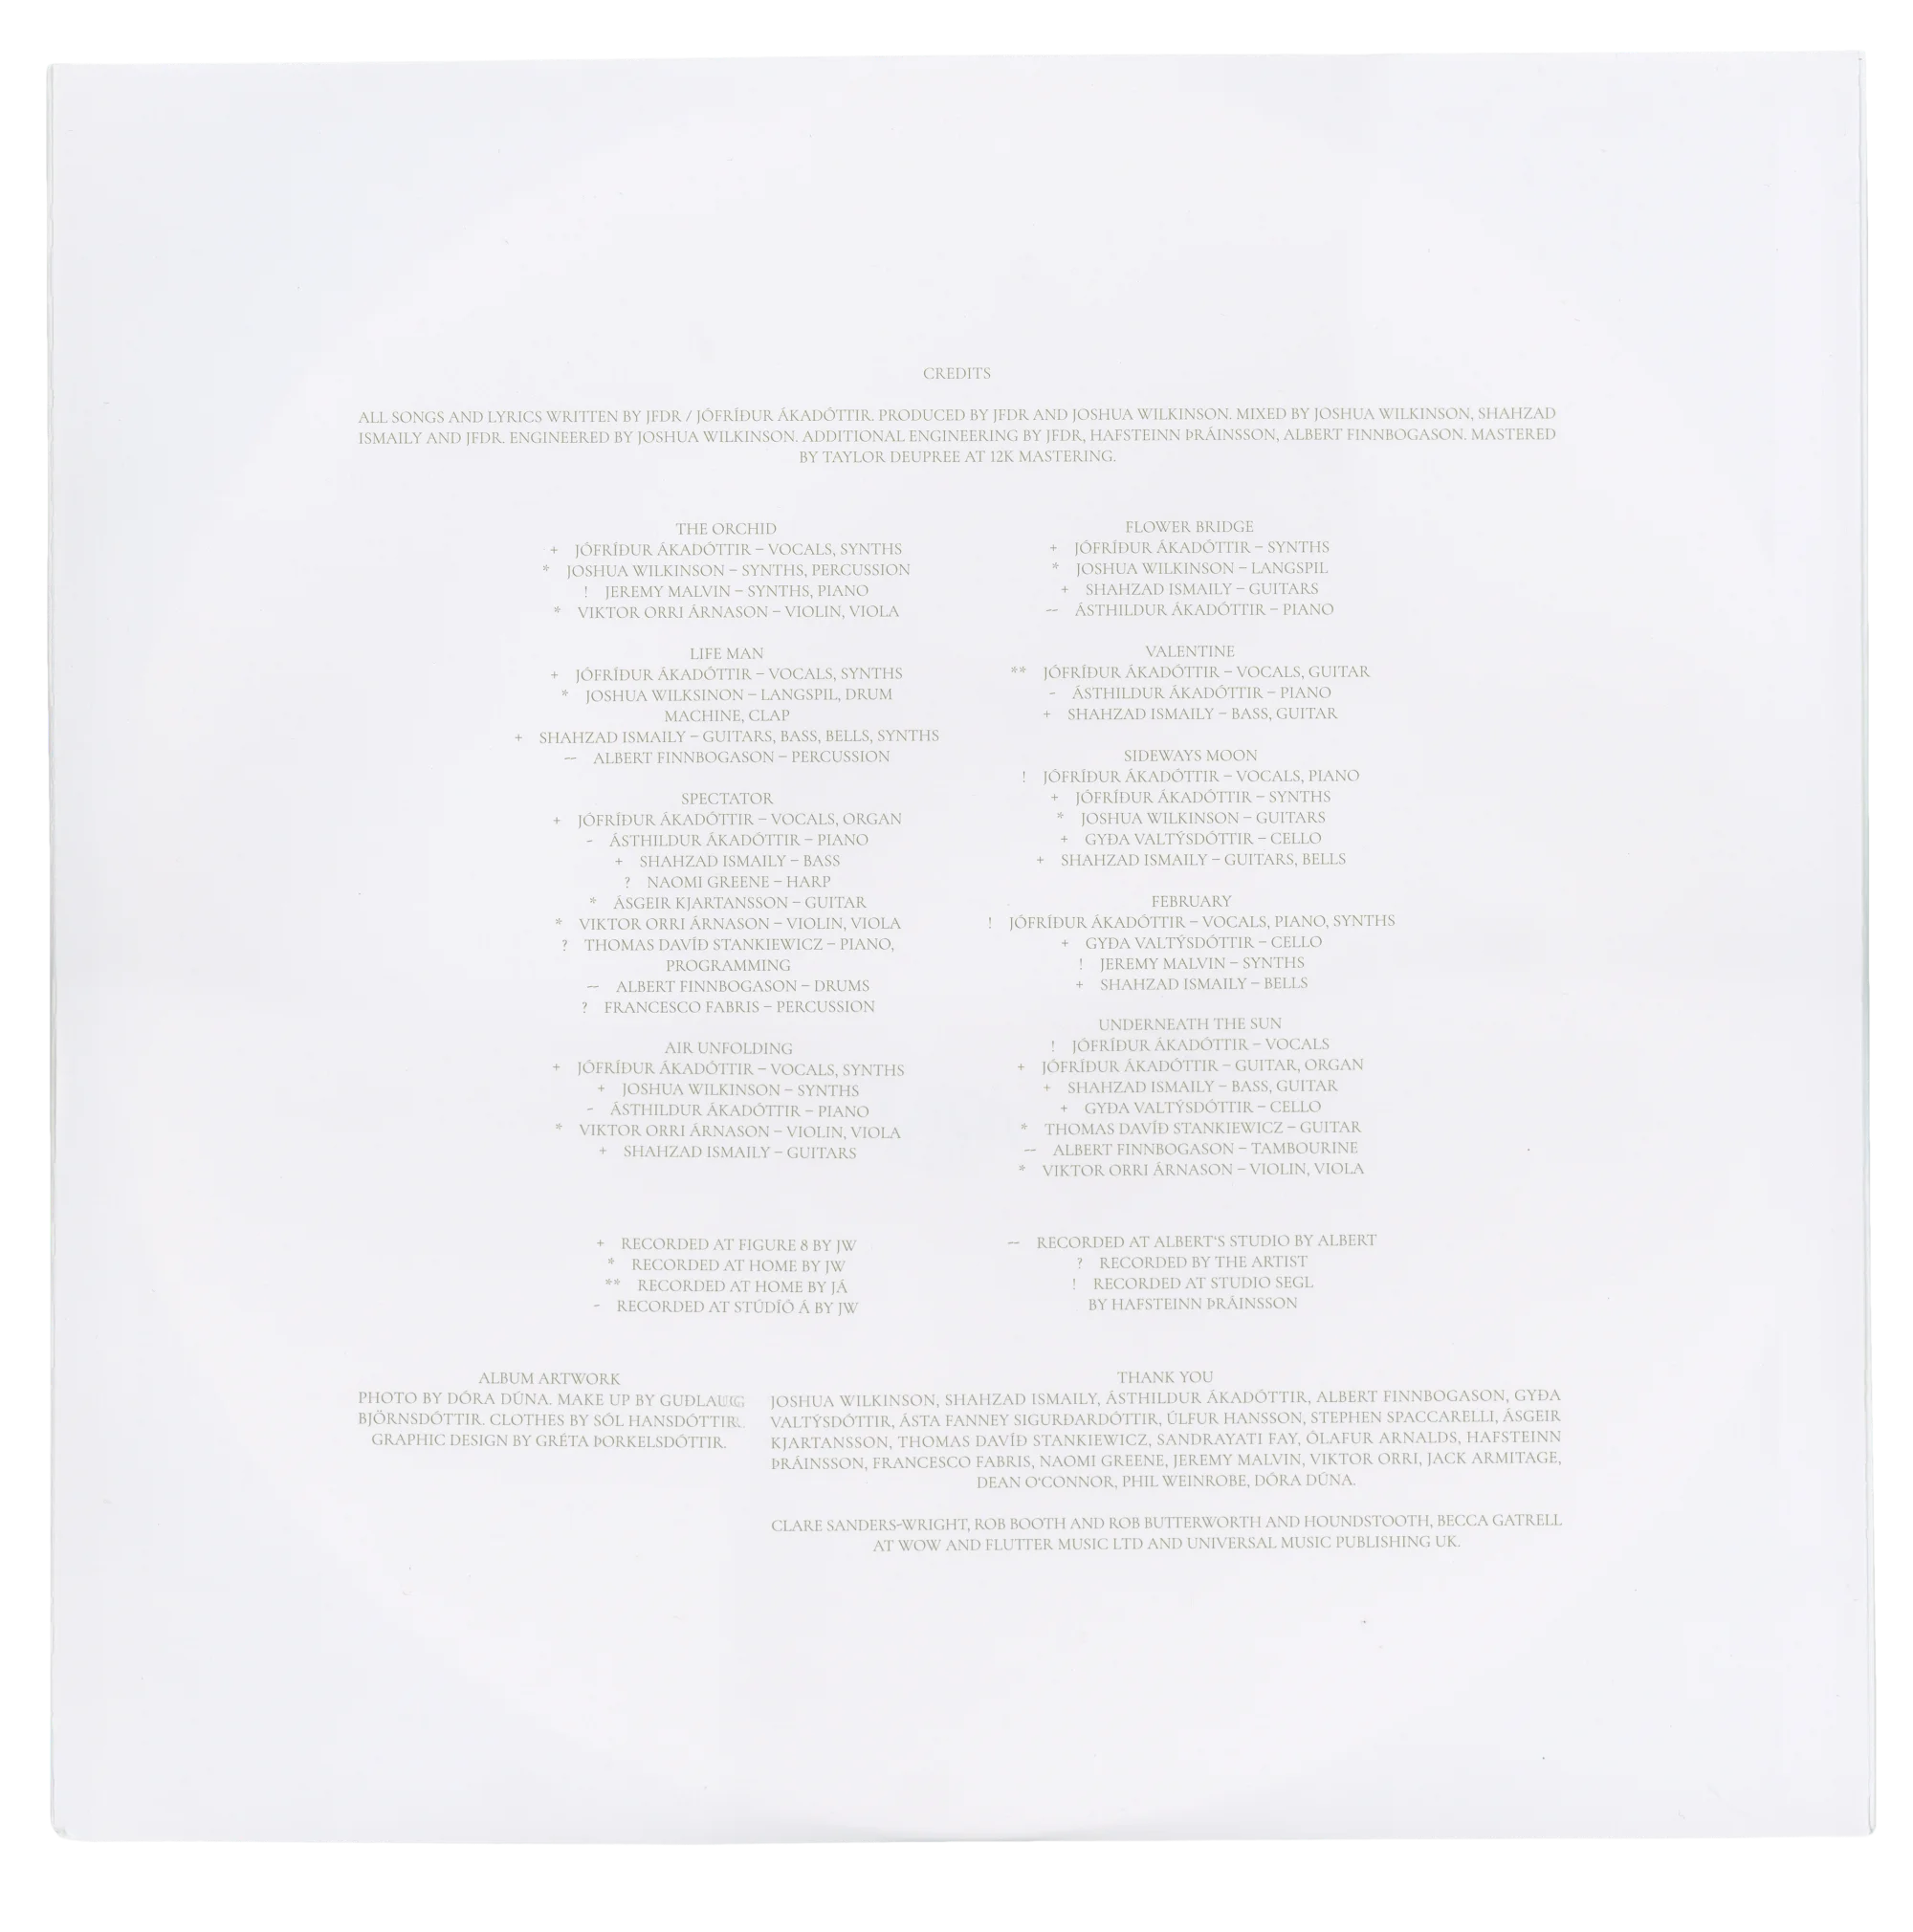 CREDITS
ALL SONGS AND LYRICS WRITTEN BY JFDR / JÓFRÍÐUR ÁKADÓTTIR. PRODUCED BY JFDR AND JOSHUA WILKINSON. MIXED BY JOSHUA WILKINSON, SHAHZAD
ISMAILY AND JFDR. ENGINEERED BY JOSHUA WILKINSON. ADDITIONAL ENGINEERING BY JFDR, HAFSTEINN ÞRÁINSSON, ALBERT FINNBOGASON. MASTERED
BY TAYLOR DEUPREE AT 12K MASTERING.
THE ORCHID
+ JÓFRÍÐUR ÁKADÓTTIR – VOCALS, SYNTHS
* JOSHUA WILKINSON – SYNTHS, PERCUSSION
! JEREMY MALVIN – SYNTHS, PIANO
* VIKTOR ORRI ÁRNASON – VIOLIN, VIOLA
LIFE MAN
+ JÓFRÍÐUR ÁKADÓTTIR – VOCALS, SYNTHS
* JOSHUA WILKSINON – LANGSPIL, DRUM
MACHINE, CLAP
+ SHAHZAD ISMAILY – GUITARS, BASS, BELLS, SYNTHS
-- ALBERT FINNBOGASON – PERCUSSION
SPECTATOR
+ JÓFRÍÐUR ÁKADÓTTIR – VOCALS, ORGAN
- ÁSTHILDUR ÁKADÓTTIR – PIANO
+ SHAHZAD ISMAILY – BASS
? NAOMI GREENE – HARP
* ÁSGEIR KJARTANSSON – GUITAR
* VIKTOR ORRI ÁRNASON – VIOLIN, VIOLA
? THOMAS DAVÍÐ STANKIEWICZ – PIANO,
PROGRAMMING
-- ALBERT FINNBOGASON – DRUMS
? FRANCESCO FABRIS – PERCUSSION
AIR UNFOLDING
+ JÓFRÍÐUR ÁKADÓTTIR – VOCALS, SYNTHS
+ JOSHUA WILKINSON – SYNTHS
- ÁSTHILDUR ÁKADÓTTIR – PIANO
* VIKTOR ORRI ÁRNASON – VIOLIN, VIOLA
+ SHAHZAD ISMAILY – GUITARS
FLOWER BRIDGE
+ JÓFRÍÐUR ÁKADÓTTIR – SYNTHS
* JOSHUA WILKINSON – LANGSPIL
+ SHAHZAD ISMAILY – GUITARS
-- ÁSTHILDUR ÁKADÓTTIR – PIANO
VALENTINE
** JÓFRÍÐUR ÁKADÓTTIR – VOCALS, GUITAR
- ÁSTHILDUR ÁKADÓTTIR – PIANO
+ SHAHZAD ISMAILY – BASS, GUITAR
SIDEWAYS MOON
! JÓFRÍÐUR ÁKADÓTTIR – VOCALS, PIANO
+ JÓFRÍÐUR ÁKADÓTTIR – SYNTHS
* JOSHUA WILKINSON – GUITARS
+ GYÐA VALTÝSDÓTTIR – CELLO
+ SHAHZAD ISMAILY – GUITARS, BELLS
FEBRUARY
! JÓFRÍÐUR ÁKADÓTTIR – VOCALS, PIANO, SYNTHS
+ GYÐA VALTÝSDÓTTIR – CELLO
! JEREMY MALVIN – SYNTHS
+ SHAHZAD ISMAILY – BELLS
UNDERNEATH THE SUN
! JÓFRÍÐUR ÁKADÓTTIR – VOCALS
+ JÓFRÍÐUR ÁKADÓTTIR – GUITAR, ORGAN
+ SHAHZAD ISMAILY – BASS, GUITAR
+ GYÐA VALTÝSDÓTTIR – CELLO
* THOMAS DAVÍÐ STANKIEWICZ – GUITAR
-- ALBERT FINNBOGASON – TAMBOURINE
* VIKTOR ORRI ÁRNASON – VIOLIN, VIOLA
+ RECORDED AT FIGURE 8 BY JW
* RECORDED AT HOME BY JW
** RECORDED AT HOME BY JÁ
- RECORDED AT STÚDÍÓ Á BY JW
-- RECORDED AT ALBERT'S STUDIO BY ALBERT
? RECORDED BY THE ARTIST
! RECORDED AT STUDIO SEGL
BY HAFSTEINN ÞRÁINSSON
ALBUM ARTWORK
PHOTO BY DÓRA DÚNA. MAKE UP BY GUÐLAUG
BJÖRNSDÓTTIR. CLOTHES BY SÓL HANSDÓTTIR.
GRAPHIC DESIGN BY GRÉTA ÞORKELSDÓTTIR.
THANK YOU
JOSHUA WILKINSON, SHAHZAD ISMAILY, ÁSTHILDUR ÁKADÓTTIR, ALBERT FINNBOGASON, GYÐA
VALTÝSDÓTTIR, ÁSTA FANNEY SIGURÐARDÓTTIR, ÚLFUR HANSSON, STEPHEN SPACCARELLI, ÁSGEIR
KJARTANSSON, THOMAS DAVÍÐ STANKIEWICZ, SANDRAYATI FAY, ÓLAFUR ARNALDS, HAFSTEINN
ÞRÁINSSON, FRANCESCO FABRIS, NAOMI GREENE, JEREMY MALVIN, VIKTOR ORRI, JACK ARMITAGE,
DEAN O'CONNOR, PHIL WEINROBE, DÓRA DÚNA.
CLARE SANDERS-WRIGHT, ROB BOOTH AND ROB BUTTERWORTH AND HOUNDSTOOTH, BECCA GATRELL
AT WOW AND FLUTTER MUSIC LTD AND UNIVERSAL MUSIC PUBLISHING UK.